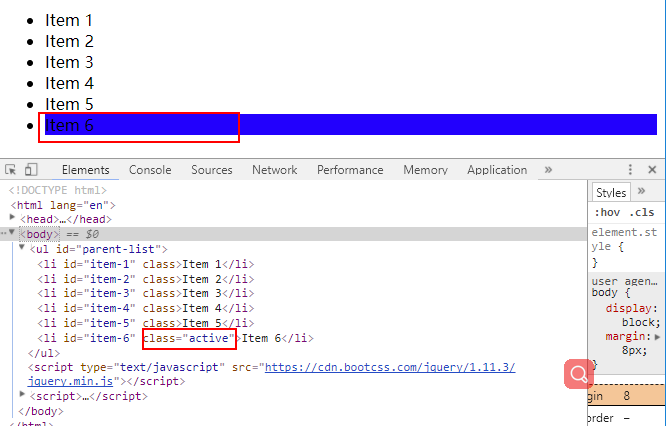 Item 1
Item 2
Item 3
Item 4
Item 5
Item 6
Elements Console Sources Network Performance Memory Application »
<!DOCTYPE html>
<html lang="en">
<head>…</head>
<body> == $0
<ul id="parent-list">
<li id="item-1" class>Item 1</li>
<li id="item-2" class>Item 2</li>
<li id="item-3" class>Item 3</li>
<li id="item-4" class>Item 4</li>
<li id="item-5" class>Item 5</li>
<li id="item-6" class="active">Item 6</li>
</ul>
<script type="text/javascript" src="https://cdn.bootcss.com/jquery/1.11.3/
jquery.min.js"></script>
<script>…</script>
</body>
</html>
Styles »
:hov .cls
element.st
yle {
}
user agen…
body {
display:
block;
margin:
8px;
}
gin 8
order –